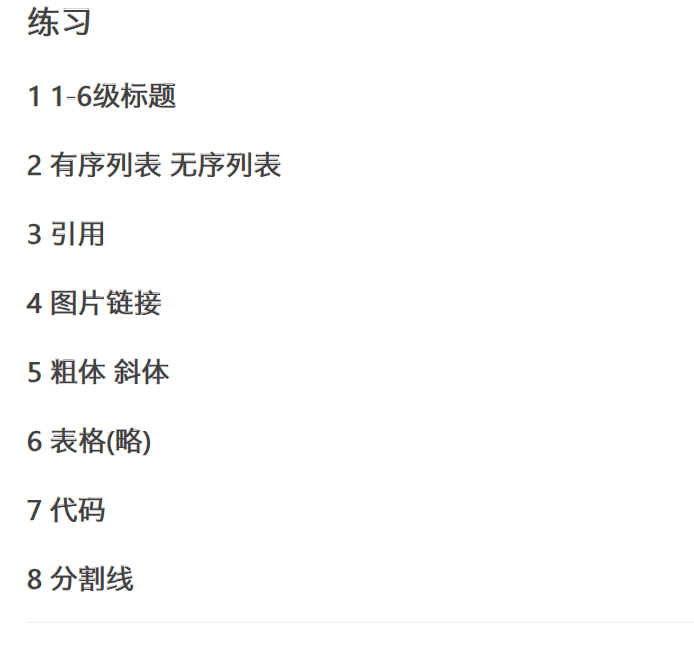 练习
1 1-6级标题
2 有序列表 无序列表
3 引用
4 图片链接
5 粗体 斜体
6 表格(略)
7 代码
8 分割线